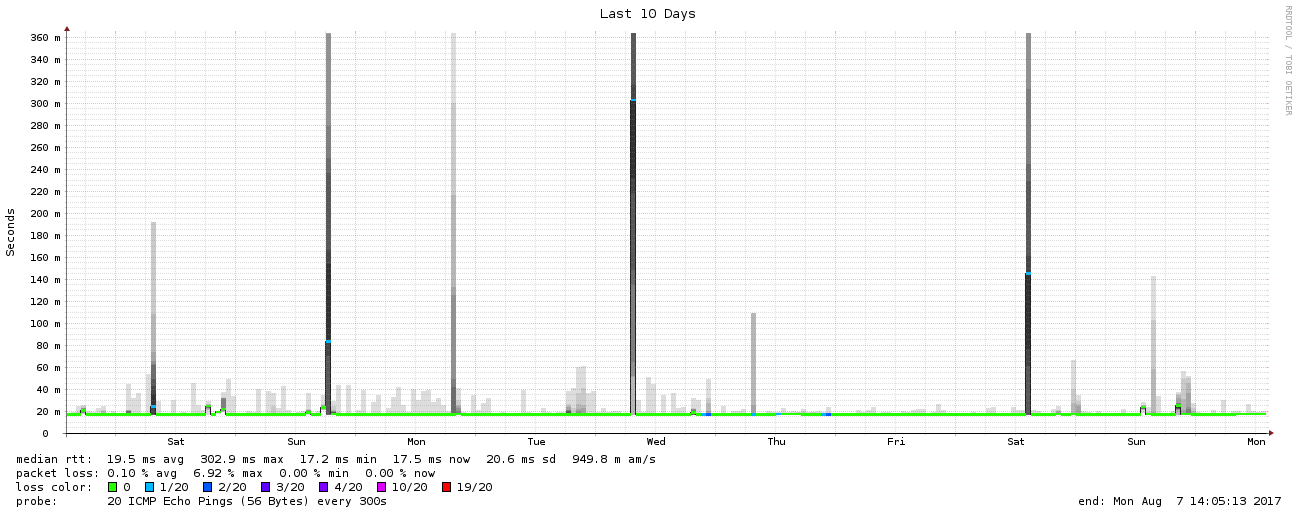 Last 10 Days
RRDTOOL / TOBI OETIKER
Seconds
360 m
340 m
320 m
300 m
280 m
260 m
240 m
220 m
200 m
180 m
160 m
140 m
120 m
100 m
80 m
60 m
40 m
20 m
0
Sat Sun Mon Tue Wed Thu Fri Sat Sun Mon
median rtt: 19.5 ms avg 302.9 ms max 17.2 ms min 17.5 ms now 20.6 ms sd 949.8 m am/s
packet loss: 0.10 % avg 6.92 % max 0.00 % min 0.00 % now
loss color: 0 1/20 2/20 3/20 4/20 10/20 19/20
probe: 20 ICMP Echo Pings (56 Bytes) every 300s end: Mon Aug 7 14:05:13 2017